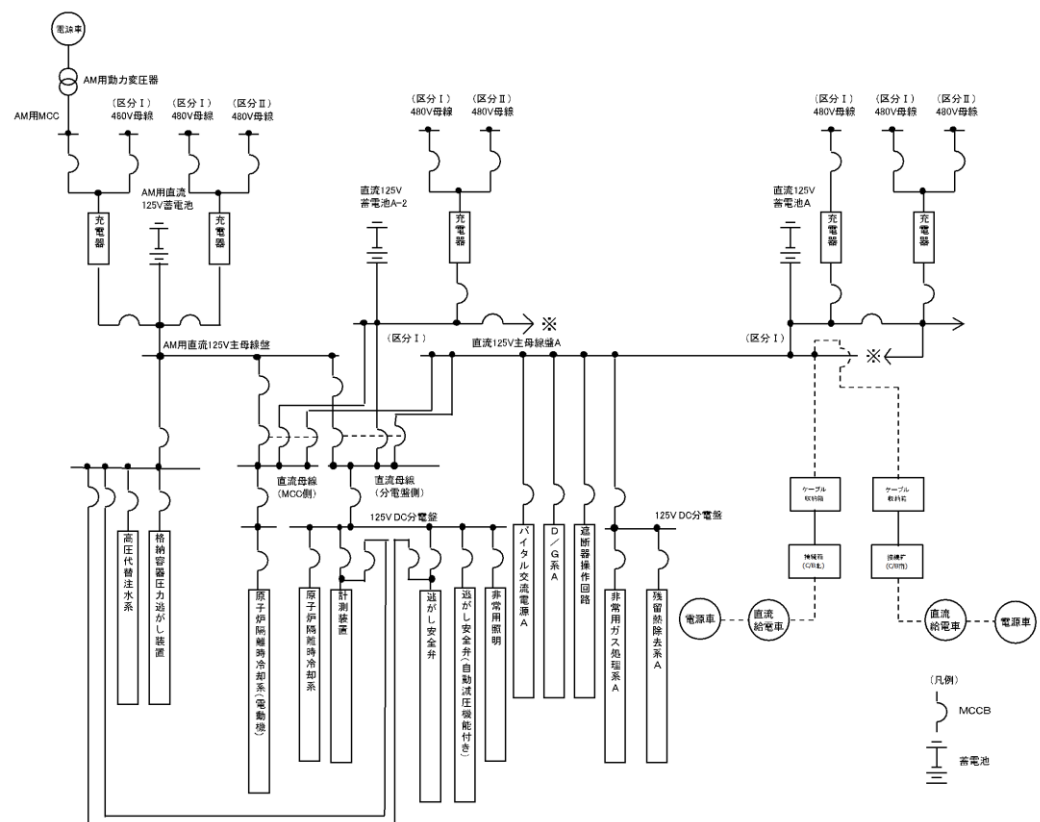 電源車
AM用動力変圧器
AM用MCC
(区分Ⅰ)
480V母線
(区分Ⅰ)
480V母線
(区分Ⅱ)
480V母線
(区分Ⅰ)
480V母線
(区分Ⅱ)
480V母線
(区分Ⅰ)
480V母線
(区分Ⅰ)
480V母線
(区分Ⅱ)
480V母線
AM用直流
125V蓄電池
直流125V
蓄電池A-2
直流125V
蓄電池A
充電器
充電器
充電器
充電器
充電器
※
(区分Ⅰ)
(区分Ⅰ)
AM用直流125V主母線盤
直流125V主母線盤A
※
直流母線
(MCC側)
直流母線
(分電盤側)
125V DC分電盤
125V DC分電盤
ケーブル
収納箱
ケーブル
収納箱
接続箱
(C/B北)
接続箱
高圧代替注水系
格納容器圧力逃がし装置
原子炉隔離時冷却系(電動機)
原子炉隔離時冷却系
計測装置
逃がし安全弁
逃がし安全弁(自動減圧機能付き)
非常用照明
バイタル交流電源A
D/G系A
遮断器操作回路
非常用ガス処理系A
残留熱除去系A
電源車
直流
給電車
直流
給電車
電源車
(凡例)
MCCB
蓄電池